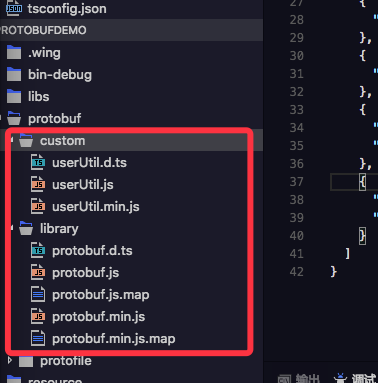 tsconfig.json
ROTOBUFDEMO
.wing
bin-debug
libs
protobuf
custom
TS userUtil.d.ts
JS userUtil.js
JS userUtil.min.js
library
TS protobuf.d.ts
JS protobuf.js
protobuf.js.map
JS protobuf.min.js
protobuf.min.js.map
protofile
resource
27 {
28 "
29 },
30 {
31 "
32 },
33 {
34 "
35 "
36 },
37 {
38 "
39 "
40 }
41 ]
42 }
输出 调试